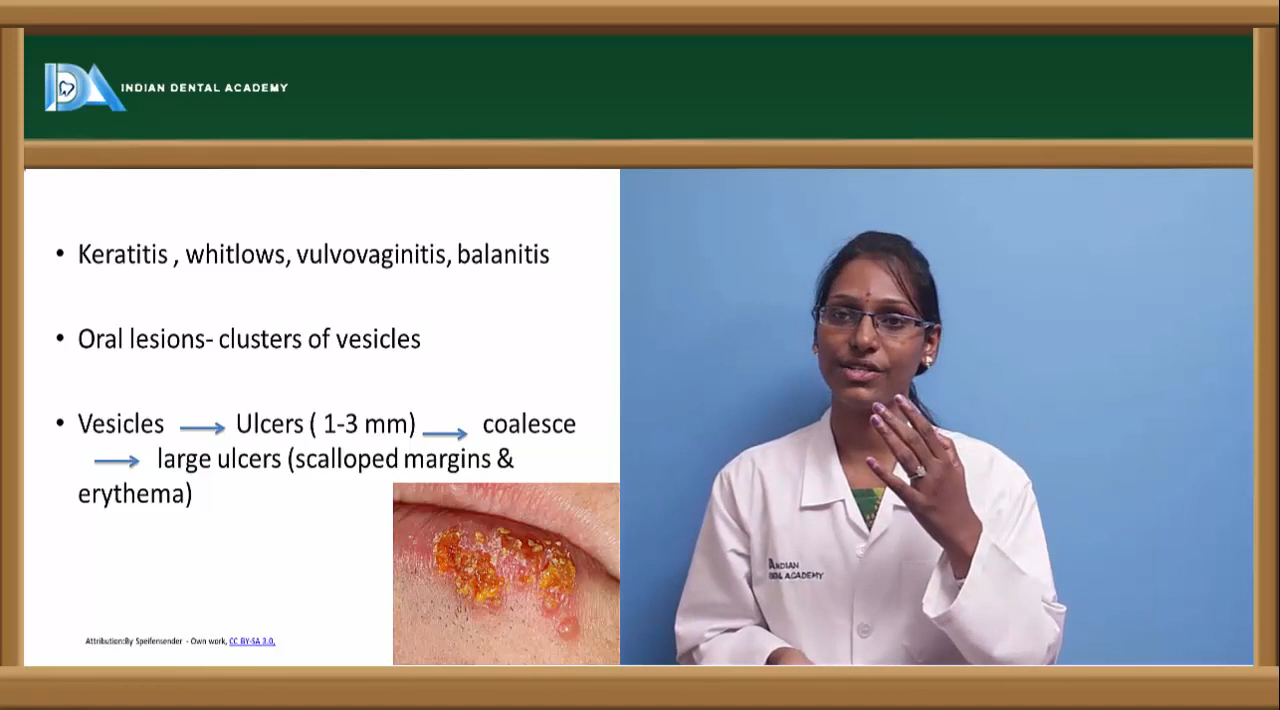 IDA INDIAN DENTAL ACADEMY
• Keratitis , whitlows, vulvovaginitis, balanitis
• Oral lesions- clusters of vesicles
• Vesicles → Ulcers ( 1-3 mm) → coalesce
→ large ulcers (scalloped margins &
erythema)
Attribution:By Speifensender - Own work, CC BY-SA 3.0,
INDIAN
DENTAL ACADEMY